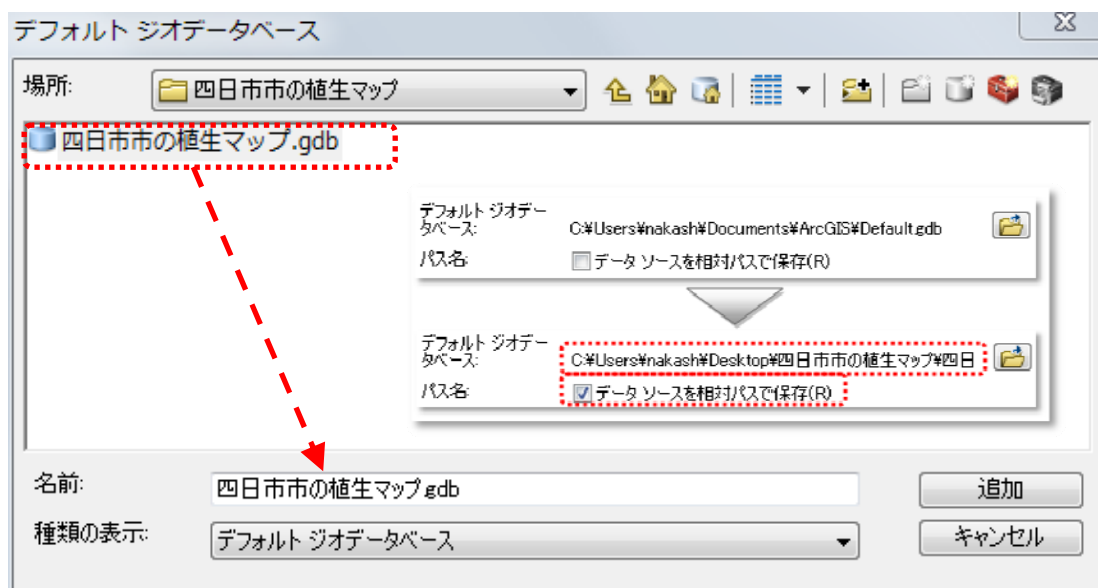 デフォルト ジオデータベース
場所:
四日市市の植生マップ
四日市市の植生マップ.gdb
デフォルト ジオデー
タベース:
C:¥Users¥nakash¥Documents¥ArcGIS¥Default.gdb
パス名:
データ ソースを相対パスで保存(R)
デフォルト ジオデー
タベース:
C:¥Users¥nakash¥Desktop¥四日市市の植生マップ¥四日
パス名:
データ ソースを相対パスで保存(R)
名前:
四日市市の植生マップ.gdb
追加
種類の表示:
デフォルト ジオデータベース
キャンセル